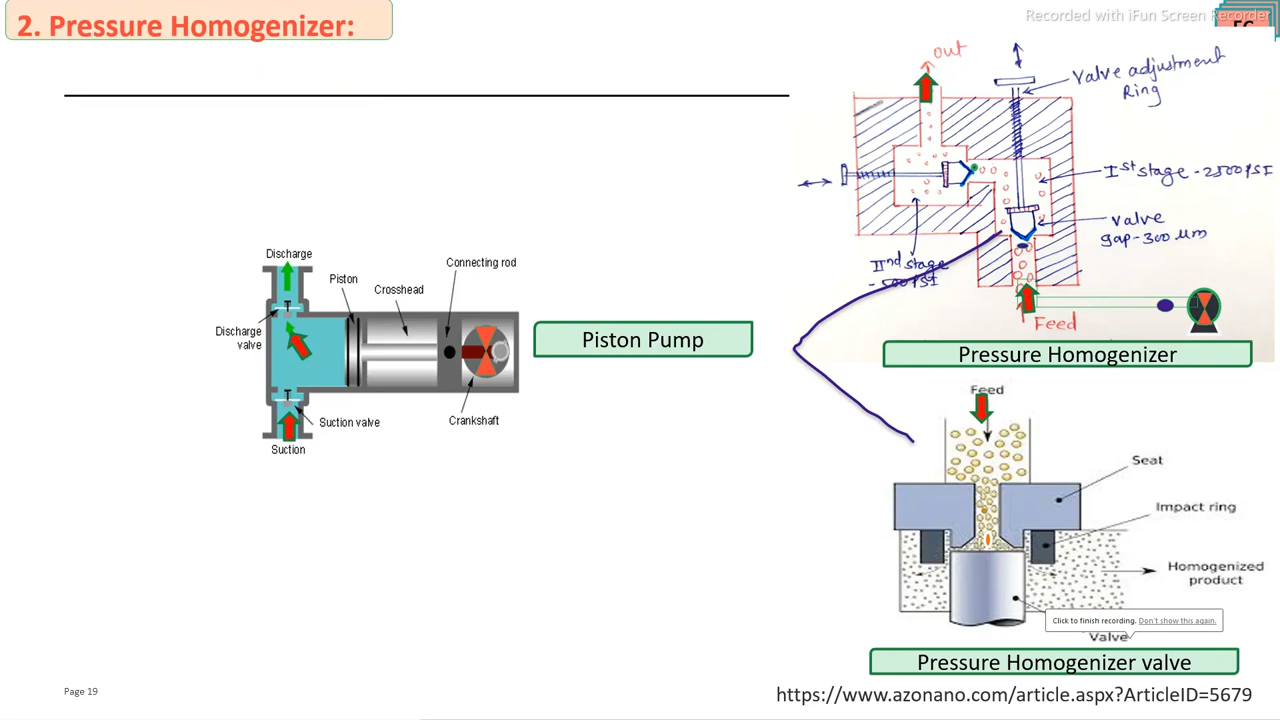 2. Pressure Homogenizer:
Recorded with iFun Screen Recorder
out
Valve adjustment
Ring
Ist stage - 2500 PSI
Valve
gap-300 µm
IInd stage
- 500 PSI
Feed
Pressure Homogenizer
Discharge
Discharge
valve
Piston
Crosshead
Connecting rod
Suction valve
Crankshaft
Suction
Piston Pump
Feed
Seat
Impact ring
Homogenized
product
Click to finish recording. Don't show this again.
Valve
Pressure Homogenizer valve
Page 19
https://www.azonano.com/article.aspx?ArticleID=5679